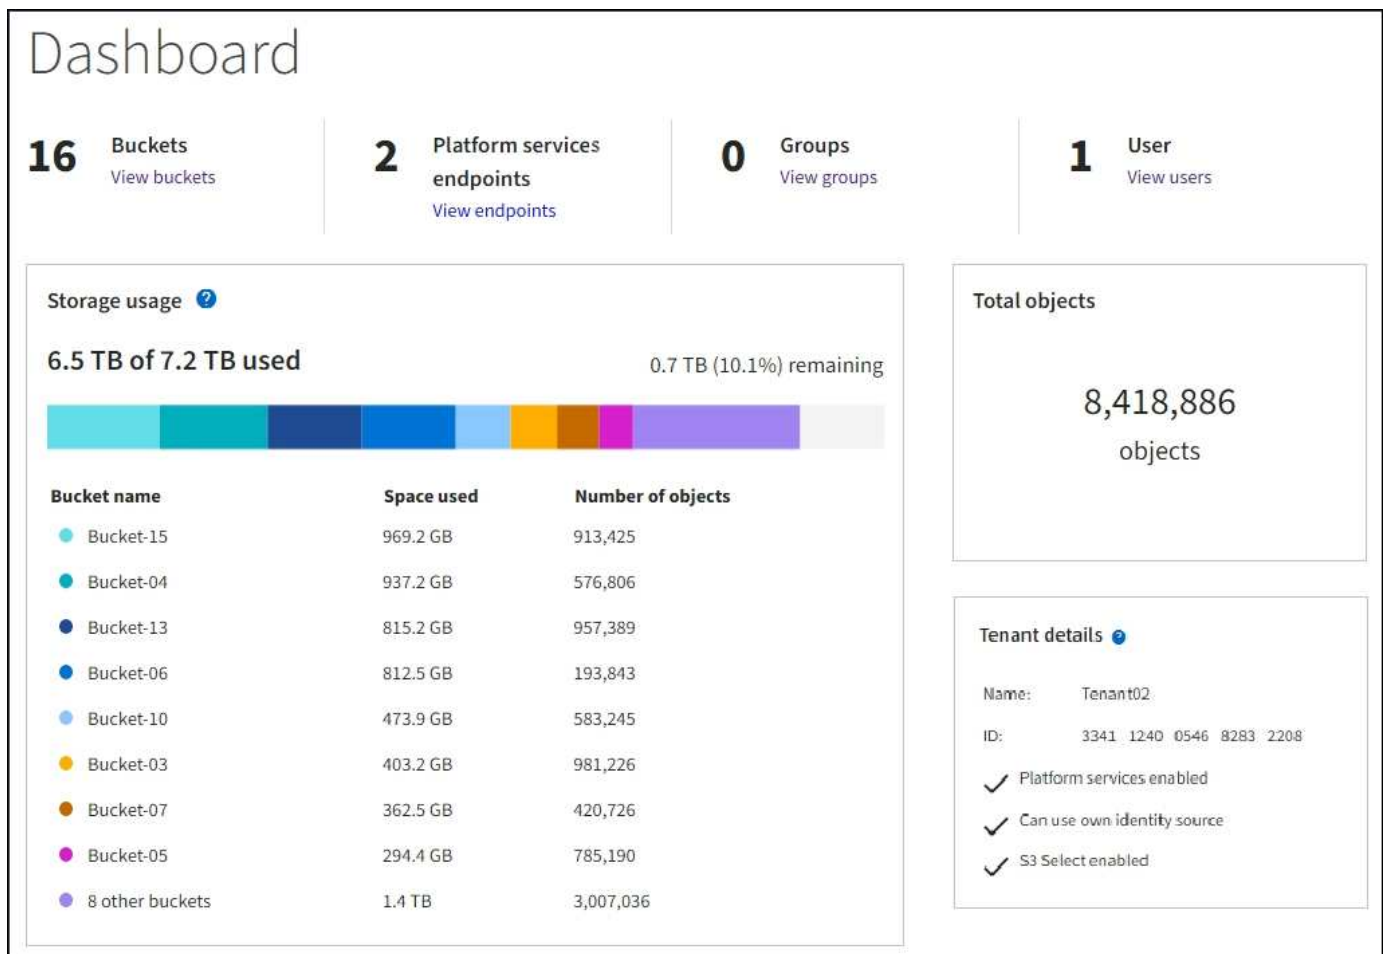 Dashboard
16 Buckets
View buckets
2 Platform services
endpoints
View endpoints
0 Groups
View groups
1 User
View users
Storage usage ?
6.5 TB of 7.2 TB used
0.7 TB (10.1%) remaining
Bucket name Space used Number of objects
Bucket-15 969.2 GB 913,425
Bucket-04 937.2 GB 576,806
Bucket-13 815.2 GB 957,389
Bucket-06 812.5 GB 193,843
Bucket-10 473.9 GB 583,245
Bucket-03 403.2 GB 981,226
Bucket-07 362.5 GB 420,726
Bucket-05 294.4 GB 785,190
8 other buckets 1.4 TB 3,007,036
Total objects
8,418,886
objects
Tenant details ?
Name: Tenant02
ID: 3341 1240 0546 8283 2208
Platform services enabled
Can use own identity source
S3 Select enabled